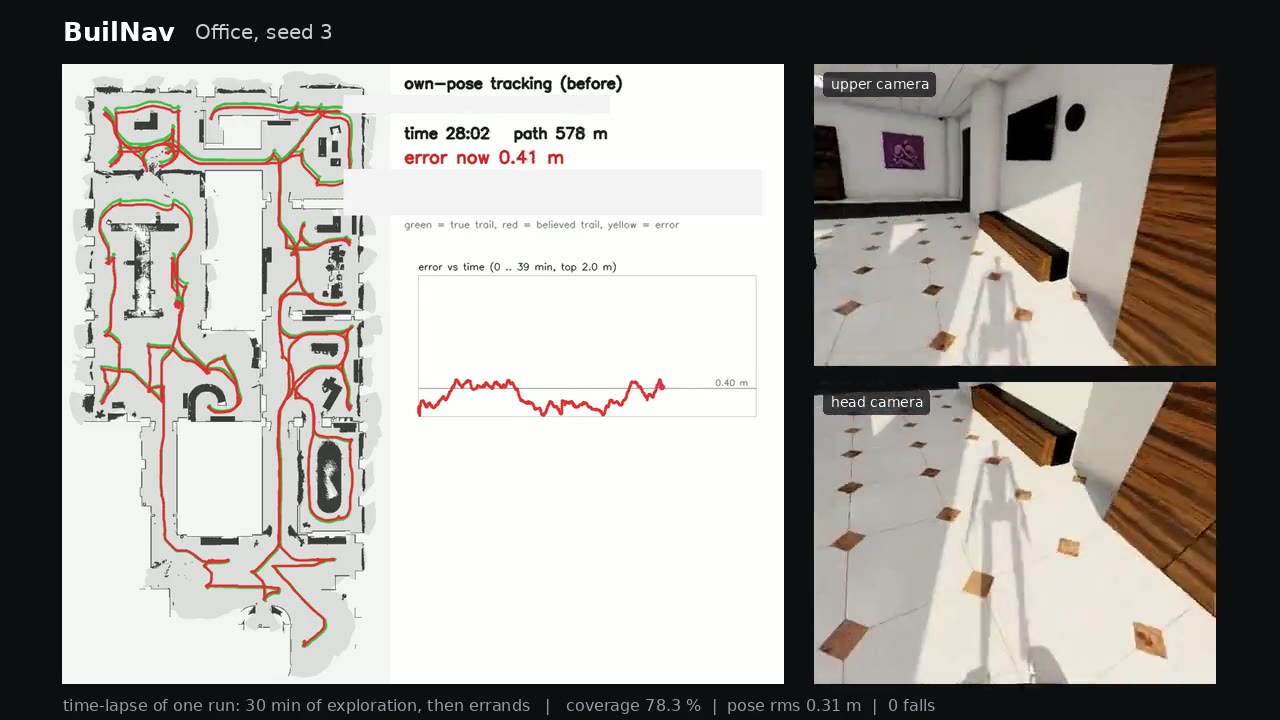 BuilNav Office, seed 3
own-pose tracking (before)
time 28:02 path 578 m
error now 0.41 m
green = true trail, red = believed trail, yellow = error
error vs time (0 .. 39 min, top 2.0 m)
0.40 m
upper camera
head camera
time-lapse of one run: 30 min of exploration, then errands | coverage 78.3 % | pose rms 0.31 m | 0 falls